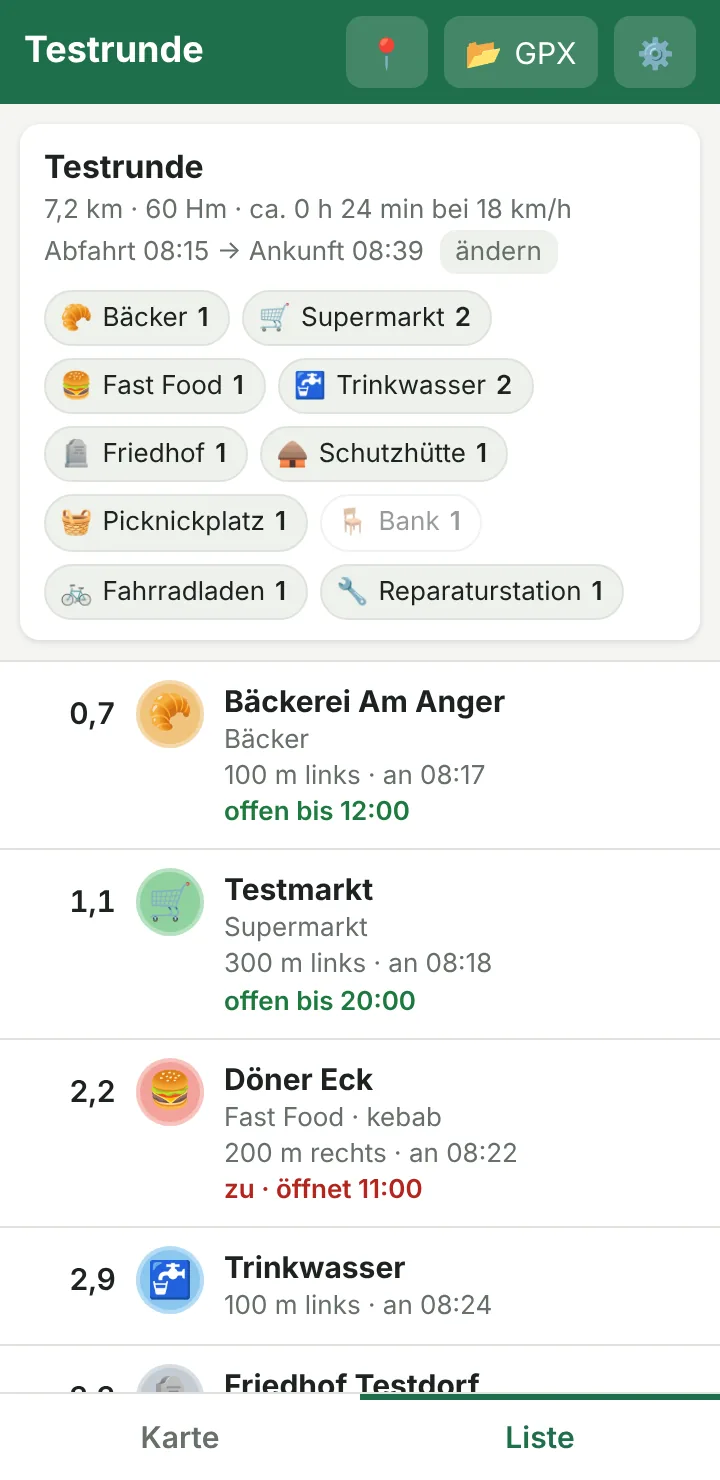 Testrunde
GPX
Testrunde
7,2 km · 60 Hm · ca. 0 h 24 min bei 18 km/h
Abfahrt 08:15 → Ankunft 08:39 ändern
Bäcker 1 Supermarkt 2
Fast Food 1 Trinkwasser 2
Friedhof 1 Schutzhütte 1
Picknickplatz 1 Bank 1
Fahrradladen 1 Reparaturstation 1
0,7 Bäckerei Am Anger
Bäcker
100 m links · an 08:17
offen bis 12:00
1,1 Testmarkt
Supermarkt
300 m links · an 08:18
offen bis 20:00
2,2 Döner Eck
Fast Food · kebab
200 m rechts · an 08:22
zu · öffnet 11:00
2,9 Trinkwasser
100 m links · an 08:24
Friedhof Testdorf
Karte Liste